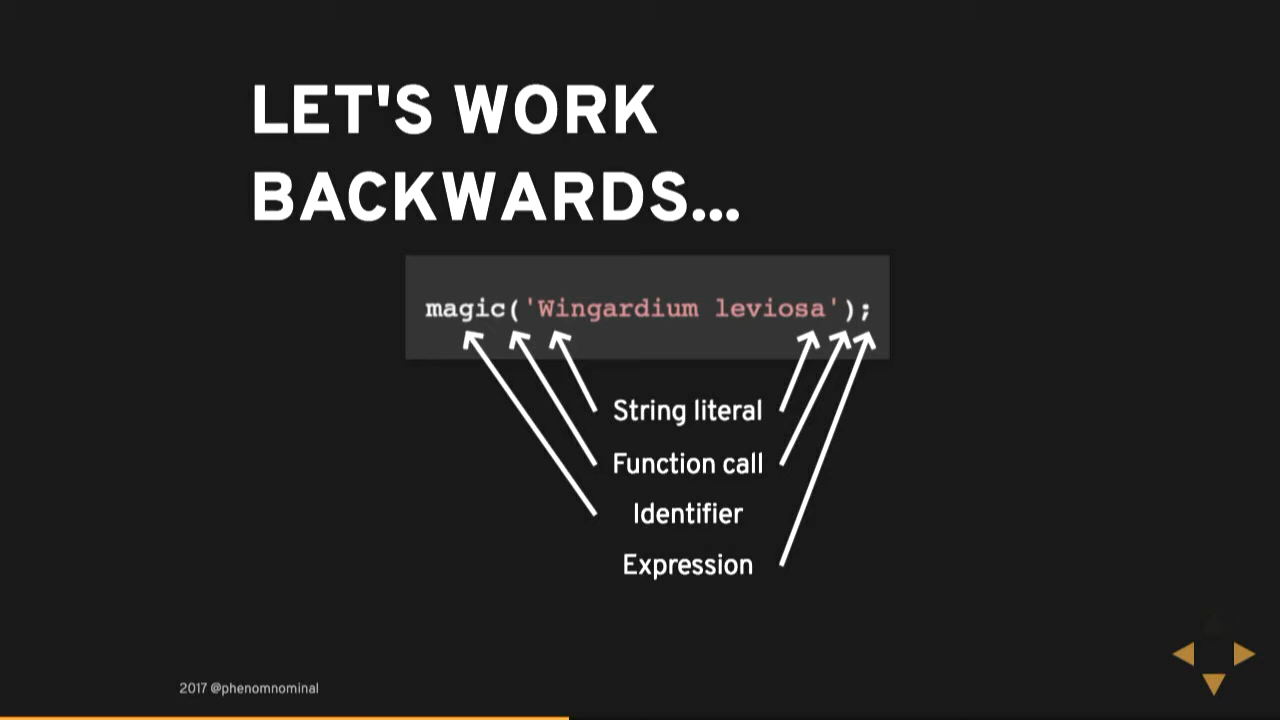 LET'S WORK
BACKWARDS...
magic('Wingardium leviosa');
String literal
Function call
Identifier
Expression
2017 @phenomnominal